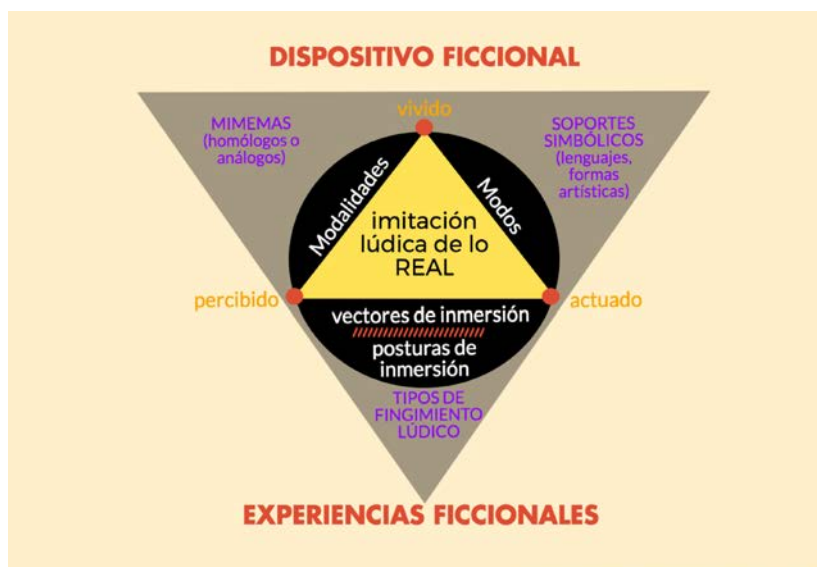 DISPOSITIVO FICCIONAL
vivido
MIMEMAS
(homólogos o
análogos)
SOPORTES
SIMBÓLICOS
(lenguajes,
formas
artísticas)
Modalidades
Modos
imitación
lúdica de lo
REAL
percibido
actuado
vectores de inmersión
posturas de
inmersión
TIPOS DE
FINGIMIENTO
LÚDICO
EXPERIENCIAS FICCIONALES